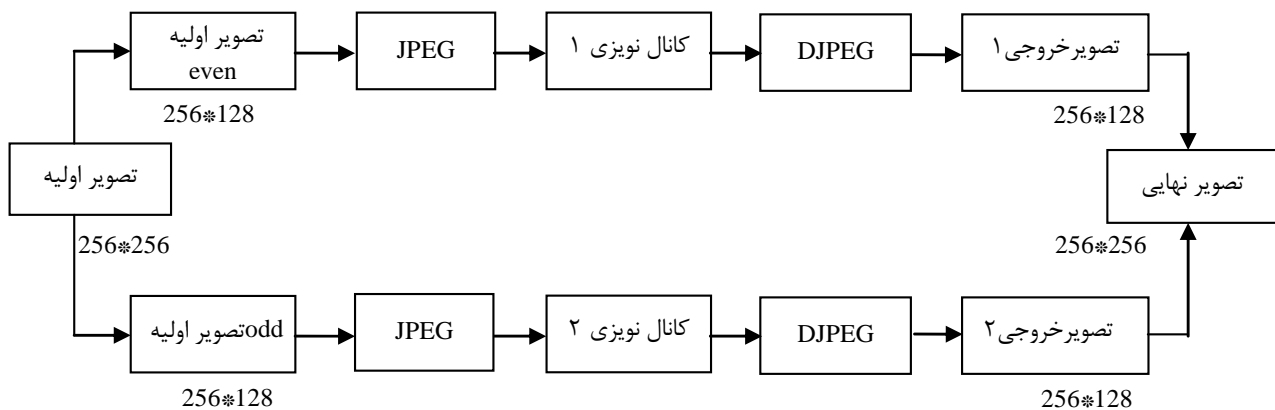 تصویر اولیه
even
JPEG
کانال نویزی ۱
DJPEG
تصویرخروجی۱
256*128
256*128
تصویر اولیه
تصویر نهایی
256*256
256*256
تصویر اولیهodd
JPEG
کانال نویزی ۲
DJPEG
تصویرخروجی۲
256*128
256*128